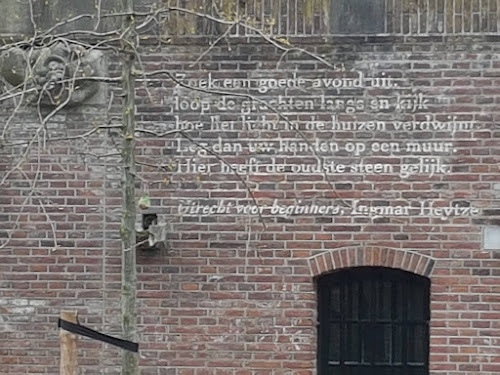 Zoek een goede avond uit.
loop de grachten langs en kijk
hoe het licht in de huizen verdwijnt
Leg dan uw handen op een muur.
Hier heeft de oudste steen gelijk.
Utrecht voor beginners, Ingmar Heytze